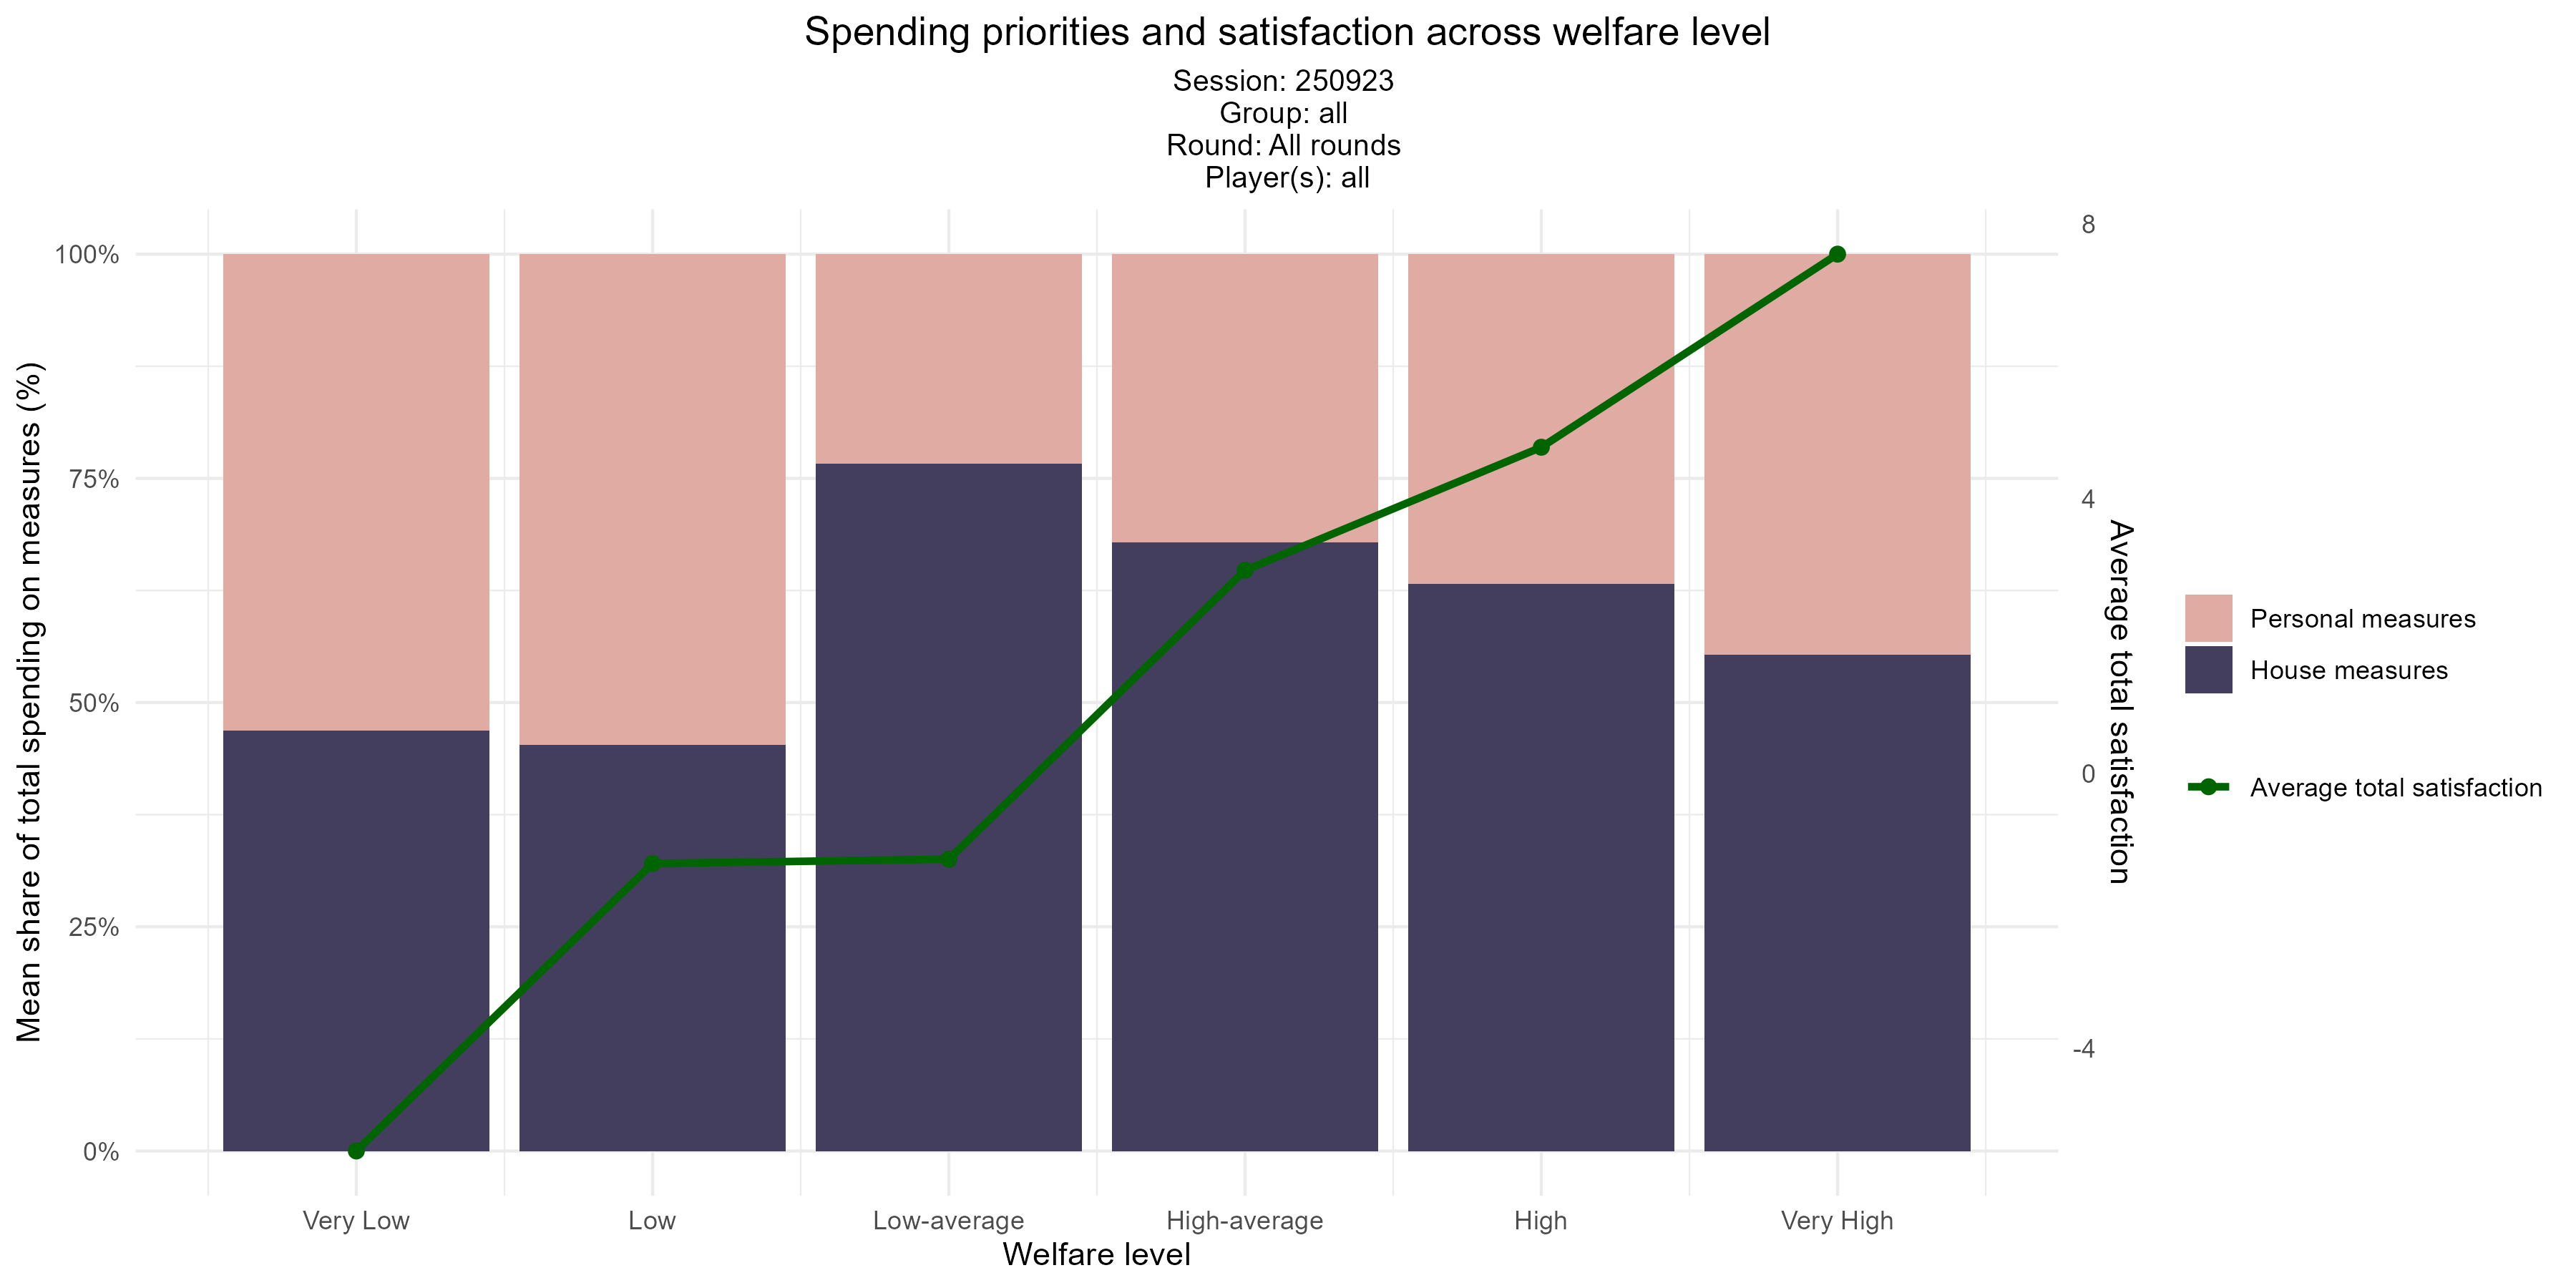 Spending priorities and satisfaction across welfare level
Session: 250923
Group: all
Round: All rounds
Player(s): all
Mean share of total spending on measures (%)
100%
75%
50%
25%
0%
8
4
0
-4
Average total satisfaction
Personal measures
House measures
Average total satisfaction
Very Low
Low
Low-average
High-average
High
Very High
Welfare level